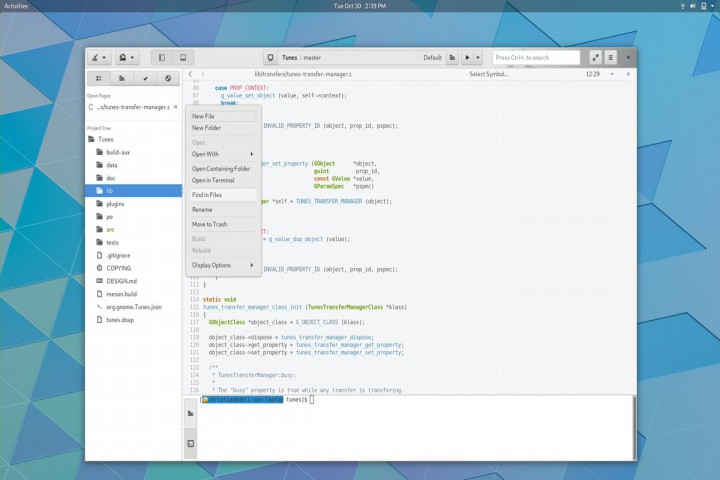 Activities
Tue Oct 30 2:39 PM
Tunes / master
Default
Press Ctrl+. to search
lib/transfers/tunes-transfer-manager.c
Select Symbol...
12:29
Open Pages
C ...s/tunes-transfer-manager.c
Project Tree
Tunes
build-aux
data
doc
lib
plugins
po
src
tests
.gitignore
COPYING
DESIGN.md
meson.build
org.gnome.Tunes.json
tunes.doap
New File
New Folder
Open
Open With
Open Containing Folder
Open in Terminal
Find in Files
Rename
Move to Trash
Build
Rebuild
Display Options
86 case PROP_CONTEXT:
87 g_value_set_object (value, self->context);
88 break;
INVALID_PROPERTY_ID (object, prop_id, pspec);
ger_set_property (GObject *object,
guint prop_id,
const GValue *value,
GParamSpec *pspec)
er *self = TUNES_TRANSFER_MANAGER (object);
XT:
= g_value_dup_object (value);
INVALID_PROPERTY_ID (object, prop_id, pspec);
111 }
112 }
113
114 static void
115 tunes_transfer_manager_class_init (TunesTransferManagerClass *klass)
116 {
117 GObjectClass *object_class = G_OBJECT_CLASS (klass);
118
119 object_class->dispose = tunes_transfer_manager_dispose;
120 object_class->get_property = tunes_transfer_manager_get_property;
121 object_class->set_property = tunes_transfer_manager_set_property;
122
123 /**
124 * TunesTransferManager:busy:
125 *
126 * The "busy" property is true while any transfer is transfering.
tunes]$